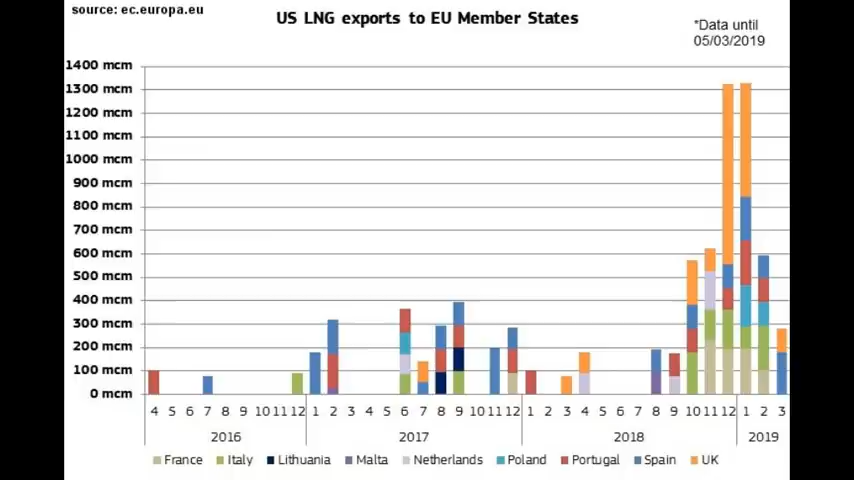 source: ec.europa.eu
US LNG exports to EU Member States
*Data until
05/03/2019
1400 mcm
1300 mcm
1200 mcm
1100 mcm
1000 mcm
900 mcm
800 mcm
700 mcm
600 mcm
500 mcm
400 mcm
300 mcm
200 mcm
100 mcm
0 mcm
4 5 6 7 8 9 10 11 12 1 2 3 4 5 6 7 8 9 10 11 12 1 2 3 4 5 6 7 8 9 10 11 12 1 2 3
2016 2017 2018 2019
France Italy Lithuania Malta Netherlands Poland Portugal Spain UK